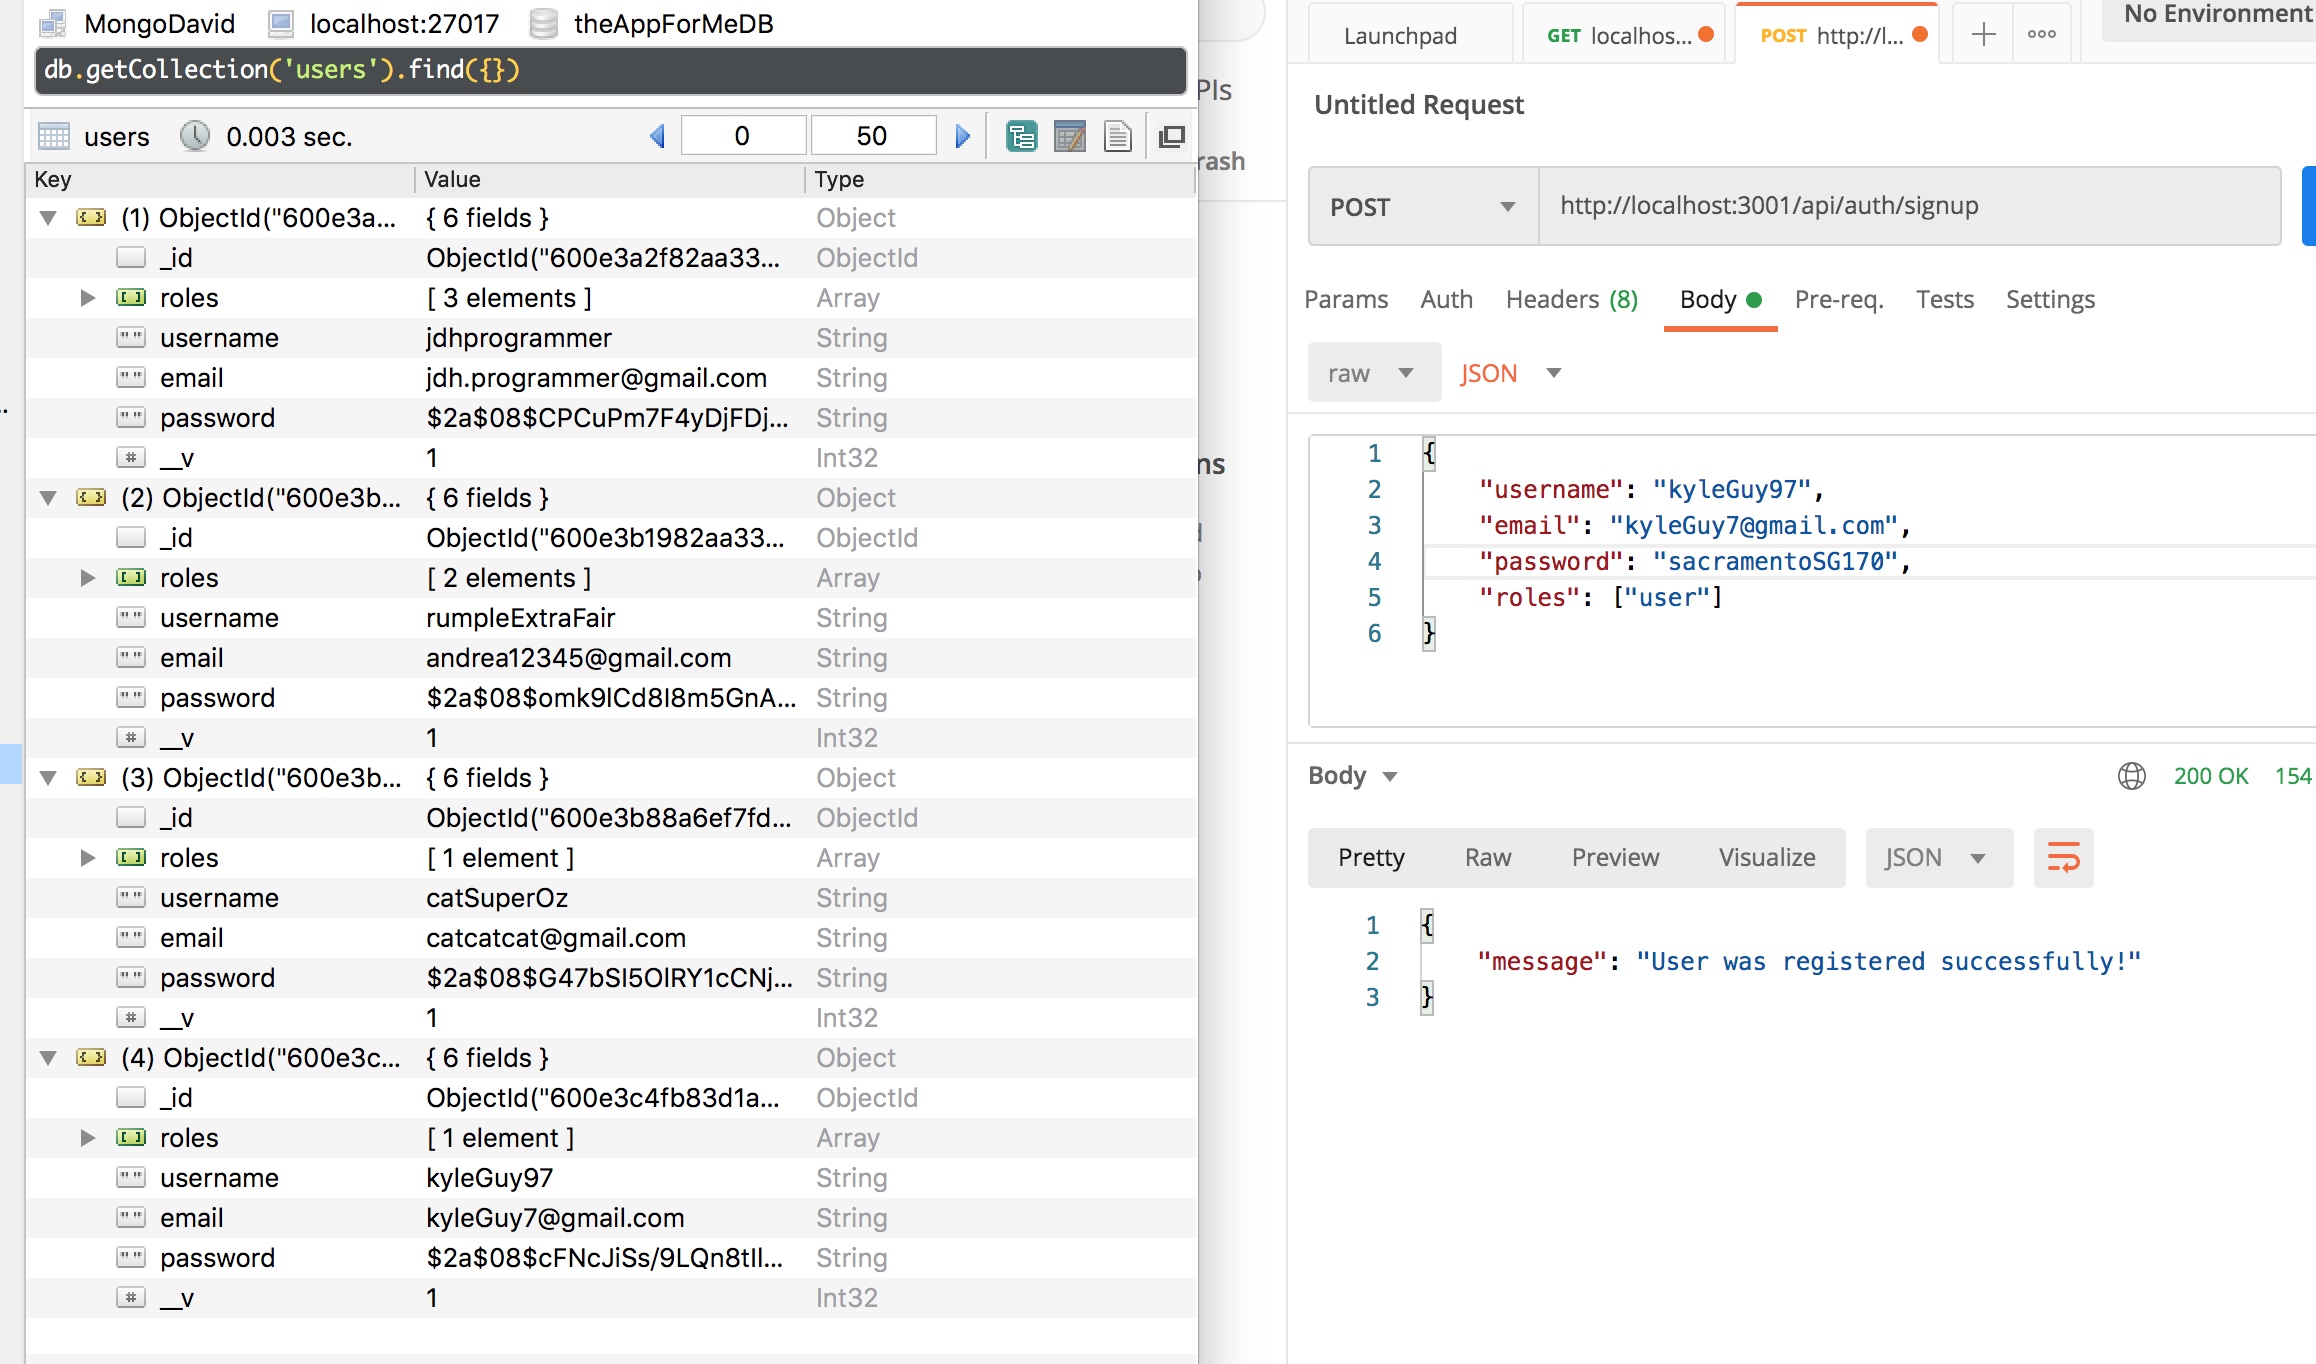 MongoDavid localhost:27017 theAppForMeDB
db.getCollection('users').find({})
users 0.003 sec. 0 50
Key Value Type
(1) ObjectId("600e3a... { 6 fields } Object
_id ObjectId("600e3a2f82aa33... ObjectId
roles [ 3 elements ] Array
username jdhprogrammer String
email jdh.programmer@gmail.com String
password $2a$08$CPCuPm7F4yDjFDj... String
__v 1 Int32
(2) ObjectId("600e3b... { 6 fields } Object
_id ObjectId("600e3b1982aa33... ObjectId
roles [ 2 elements ] Array
username rumpleExtraFair String
email andrea12345@gmail.com String
password $2a$08$omk9lCd8I8m5GnA... String
__v 1 Int32
(3) ObjectId("600e3b... { 6 fields } Object
_id ObjectId("600e3b88a6ef7fd... ObjectId
roles [ 1 element ] Array
username catSuperOz String
email catcatcat@gmail.com String
password $2a$08$G47bSI5OlRY1cCNj... String
__v 1 Int32
(4) ObjectId("600e3c... { 6 fields } Object
_id ObjectId("600e3c4fb83d1a... ObjectId
roles [ 1 element ] Array
username kyleGuy97 String
email kyleGuy7@gmail.com String
password $2a$08$cFNcJiSs/9LQn8tIl... String
__v 1 Int32
PIs
rash
ns
Launchpad GET localhos... POST http://l... No Environment
Untitled Request
POST http://localhost:3001/api/auth/signup
Params Auth Headers (8) Body Pre-req. Tests Settings
raw JSON
1 {
2 "username": "kyleGuy97",
3 "email": "kyleGuy7@gmail.com",
4 "password": "sacramentoSG170",
5 "roles": ["user"]
6 }
Body 200 OK 154
Pretty Raw Preview Visualize JSON
1 {
2 "message": "User was registered successfully!"
3 }